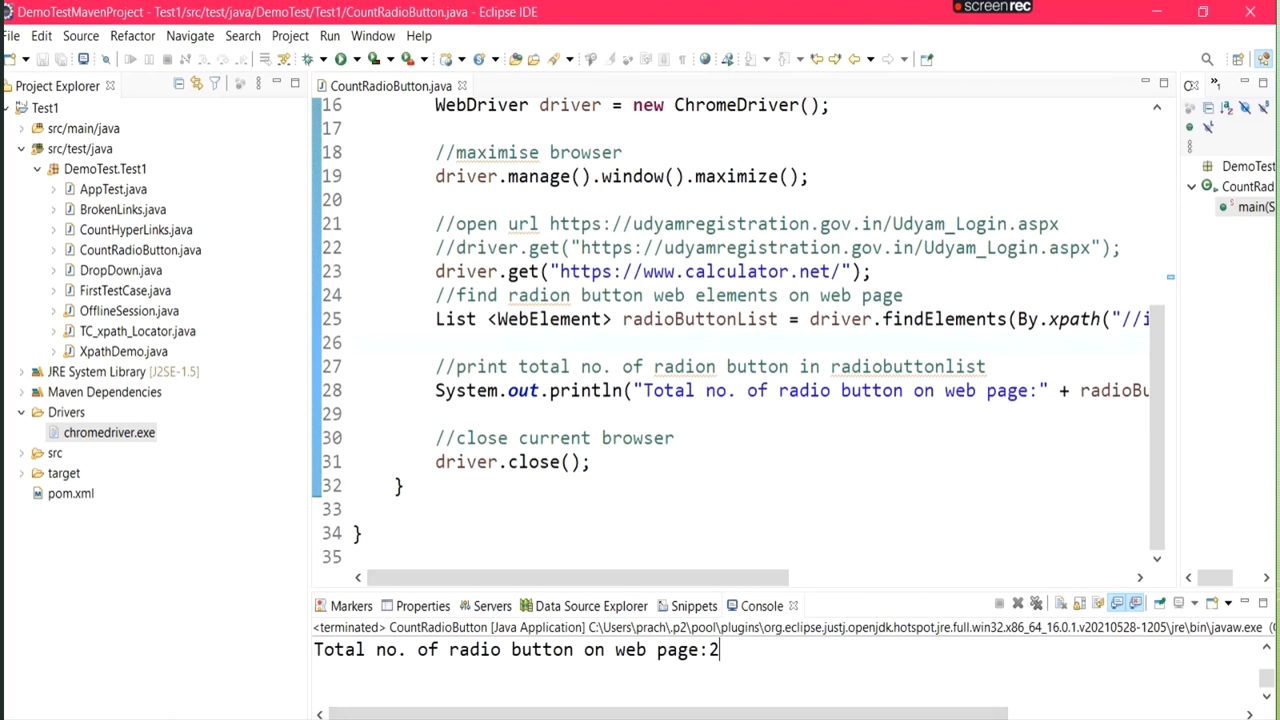 DemoTestMavenProject - Test1/src/test/java/DemoTest/Test1/CountRadioButton.java - Eclipse IDE
screenrec
File Edit Source Refactor Navigate Search Project Run Window Help
Project Explorer
CountRadioButton.java
Test1
src/main/java
src/test/java
DemoTest.Test1
AppTest.java
BrokenLinks.java
CountHyperLinks.java
CountRadioButton.java
DropDown.java
FirstTestCase.java
OfflineSession.java
TC_xpath_Locator.java
XpathDemo.java
JRE System Library [J2SE-1.5]
Maven Dependencies
Drivers
chromedriver.exe
src
target
pom.xml
16 WebDriver driver = new ChromeDriver();
17
18 //maximise browser
19 driver.manage().window().maximize();
20
21 //open url https://udyamregistration.gov.in/Udyam_Login.aspx
22 //driver.get("https://udyamregistration.gov.in/Udyam_Login.aspx");
23 driver.get("https://www.calculator.net/");
24 //find radion button web elements on web page
25 List <WebElement> radioButtonList = driver.findElements(By.xpath("//i
26
27 //print total no. of radion button in radiobuttonlist
28 System.out.println("Total no. of radio button on web page:" + radioBu
29
30 //close current browser
31 driver.close();
32 }
33
34 }
35
DemoTest
CountRad
main(S
Markers Properties Servers Data Source Explorer Snippets Console
<terminated> CountRadioButton [Java Application] C:\Users\prach\.p2\pool\plugins\org.eclipse.justj.openjdk.hotspot.jre.full.win32.x86_64_16.0.1.v20210528-1205\jre\bin\javaw.exe (
Total no. of radio button on web page:2